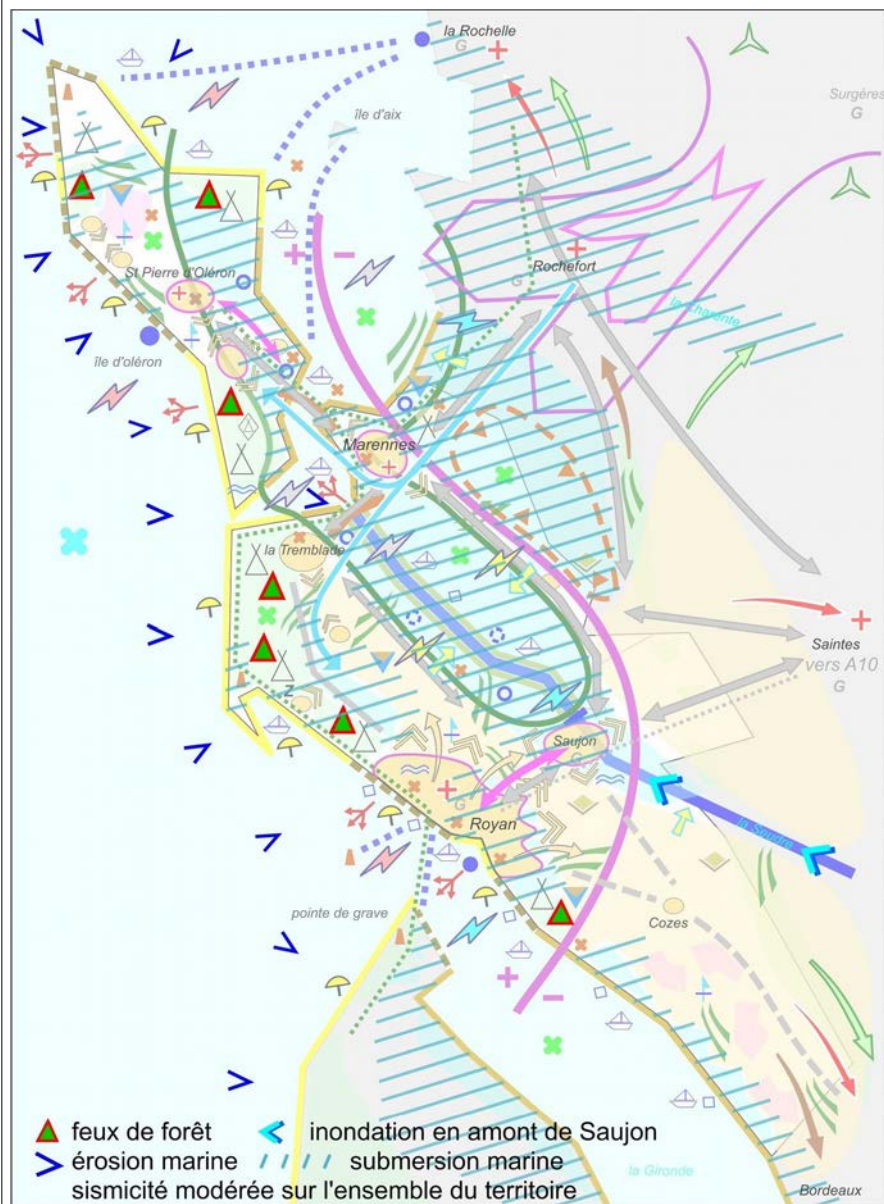 la Rochelle
G
Surgères
G
île d'aix
St Pierre d'Oléron
G
Rochefort
la Charente
île d'oléron
Marennes
la Tremblade
Saintes
vers A10
G
Z
Saujon
G
G
Royan
la Seudre
pointe de grave
Cozes
feux de forêt
inondation en amont de Saujon
érosion marine
submersion marine
sismicité modérée sur l'ensemble du territoire
la Gironde
Bordeaux